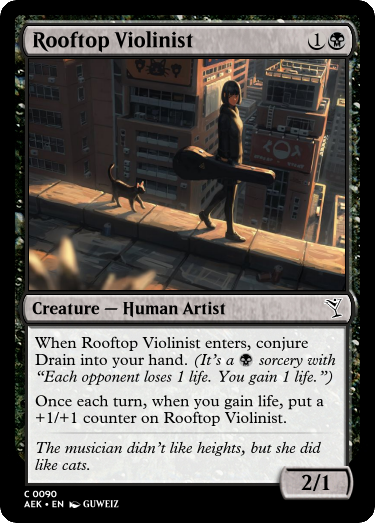 Rooftop Violinist 1
Creature — Human Artist
When Rooftop Violinist enters, conjure
Drain into your hand. (It's a sorcery with
“Each opponent loses 1 life. You gain 1 life.”)
Once each turn, when you gain life, put a
+1/+1 counter on Rooftop Violinist.
The musician didn't like heights, but she did
like cats.
2/1
C 0090
AEK • EN GUWEIZ